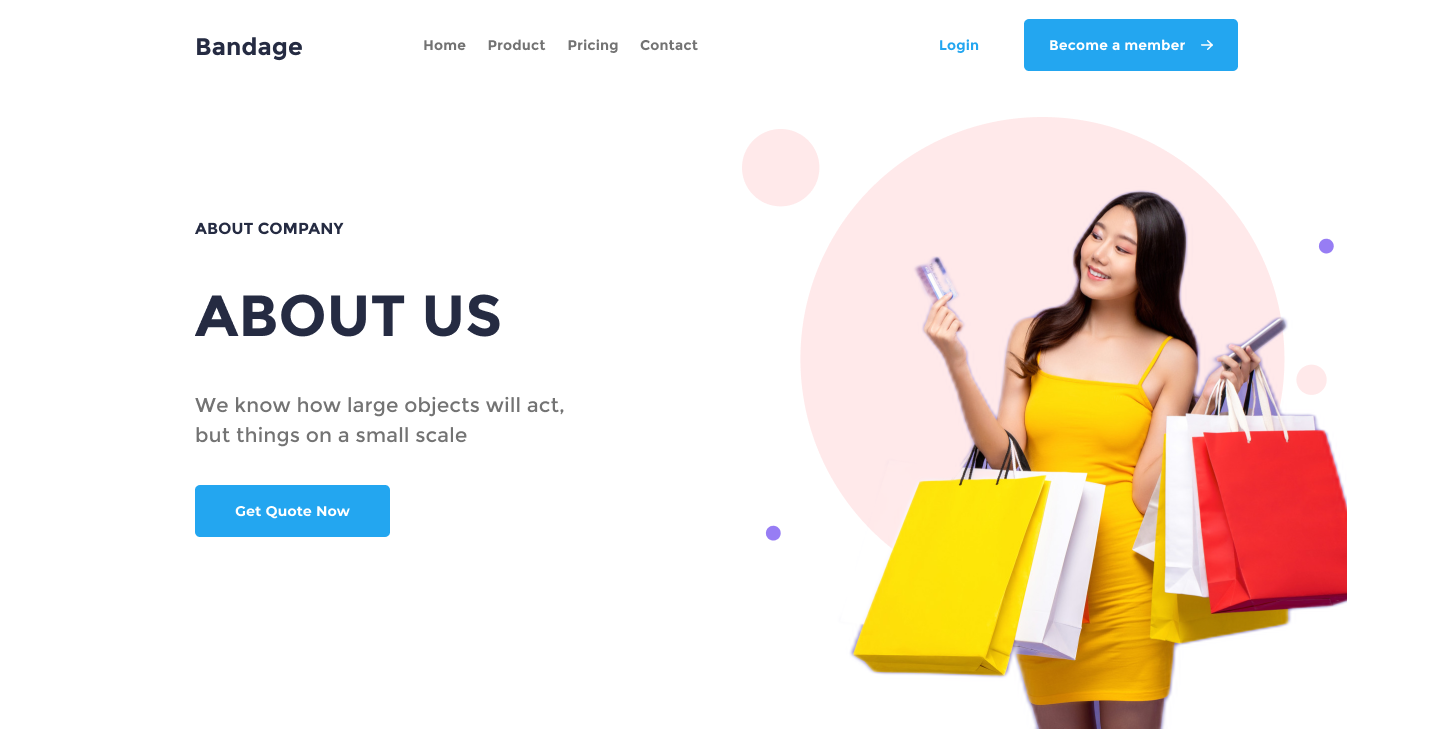 Bandage
Home Product Pricing Contact
Login
Become a member →
ABOUT COMPANY
ABOUT US
We know how large objects will act,
but things on a small scale
Get Quote Now